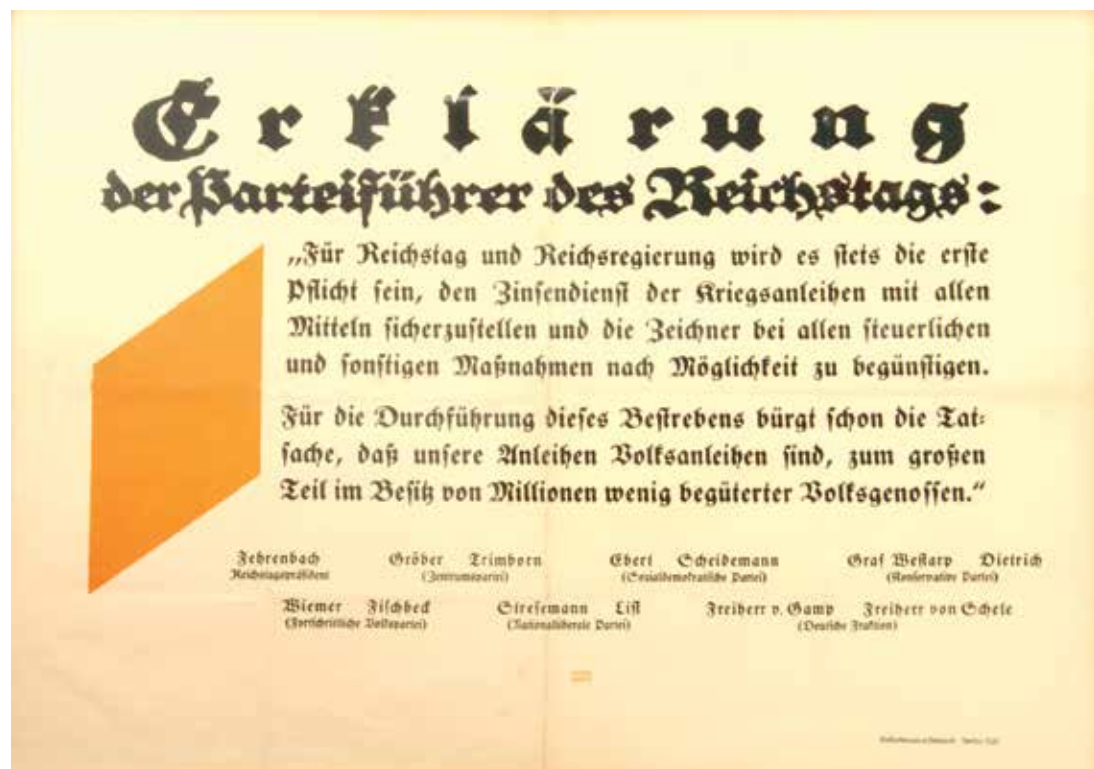 Erklärung
der Parteiführer des Reichstags:
„Für Reichstag und Reichsregierung wird es stets die erste
Pflicht sein, den Zinsendienst der Kriegsanleihen mit allen
Mitteln sicherzustellen und die Zeichner bei allen steuerlichen
und sonstigen Maßnahmen nach Möglichkeit zu begünstigen.
Für die Durchführung dieses Bestrebens bürgt schon die Tat-
sache, daß unsere Anleihen Volksanleihen sind, zum großen
Teil im Besitz von Millionen wenig begüterter Volksgenossen.“
Fehrenbach Gröber Trimborn Ebert Scheidemann Graf Westarp Dietrich
Reichstagspräsident (Zentrumspartei) (Sozialdemokratische Partei) (Konservative Partei)
Wiemer Fischbeck Stresemann List Freiherr v. Gamp Freiherr von Schele
(Fortschrittliche Volkspartei) (Nationalliberale Partei) (Deutsche Fraktion)